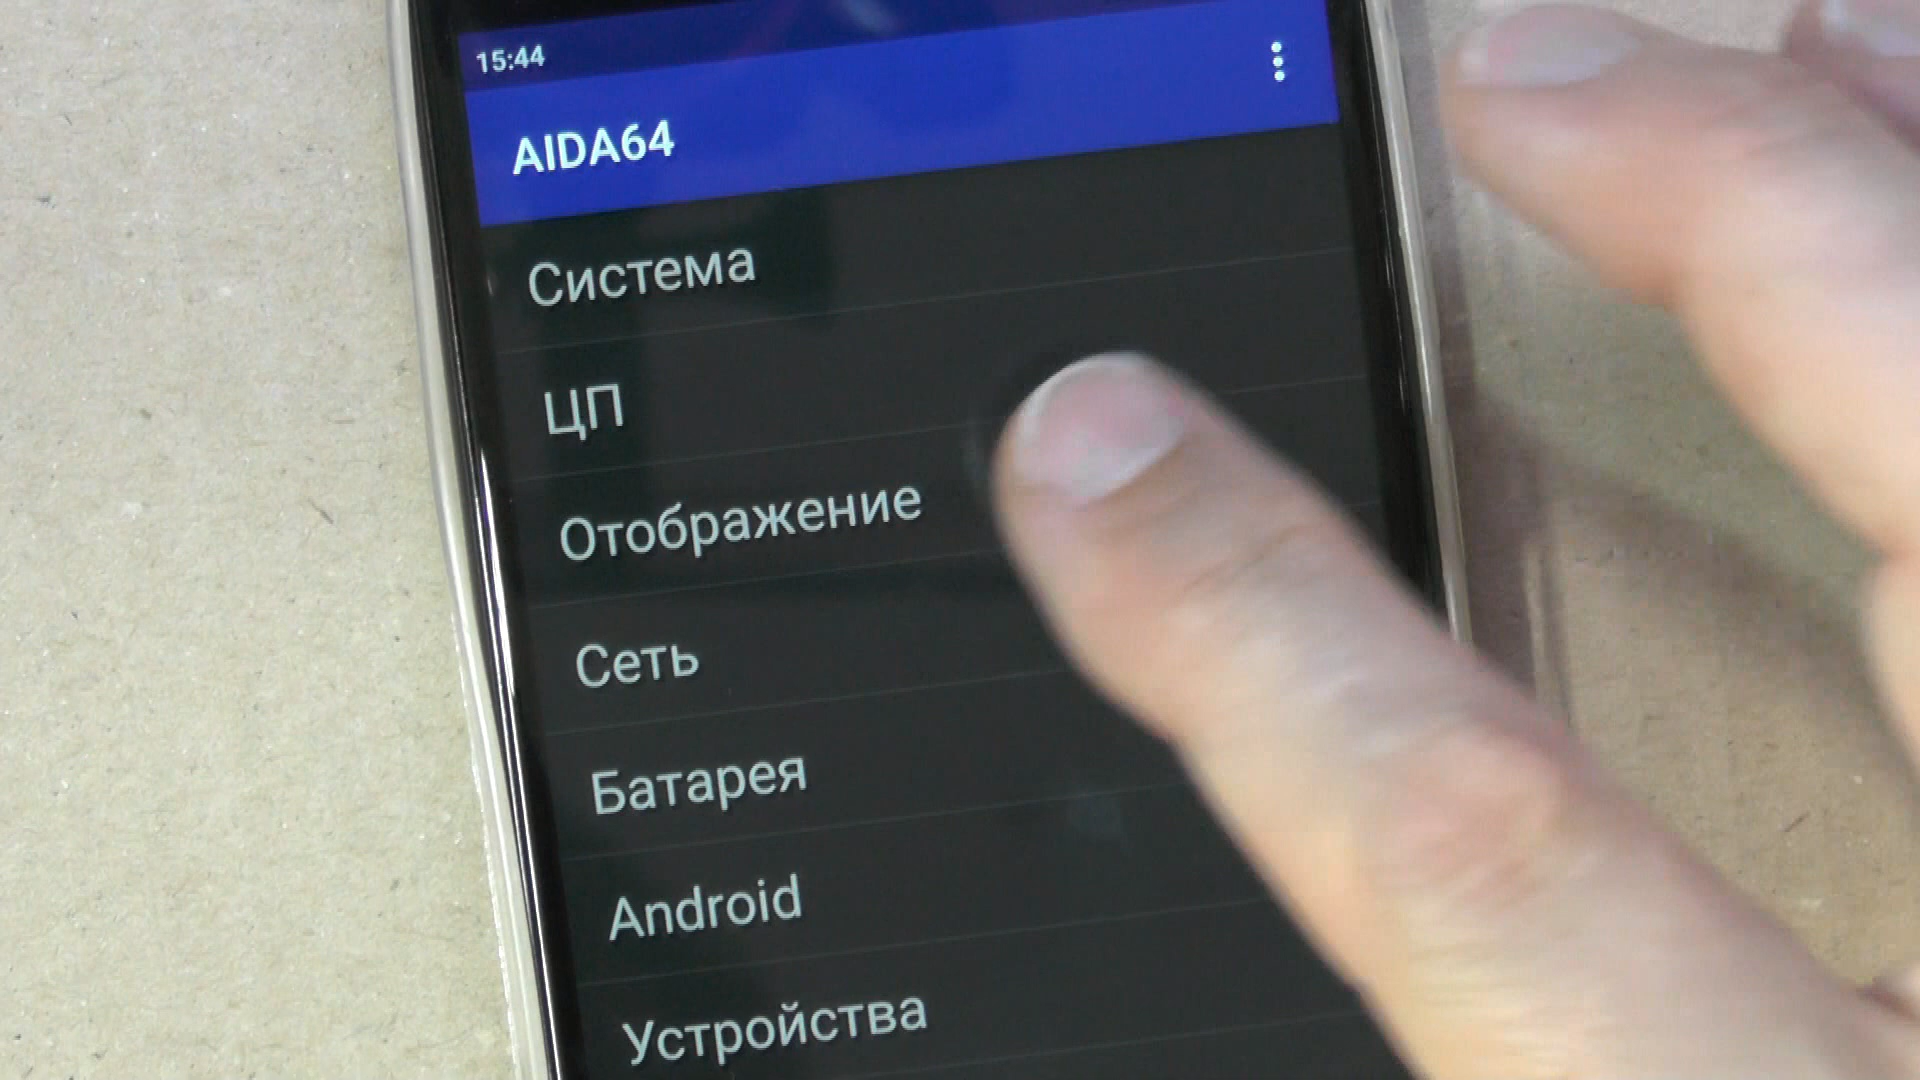 15:44
AIDA64
Система
ЦП
Отображение
Сеть
Батарея
Android
Устройства